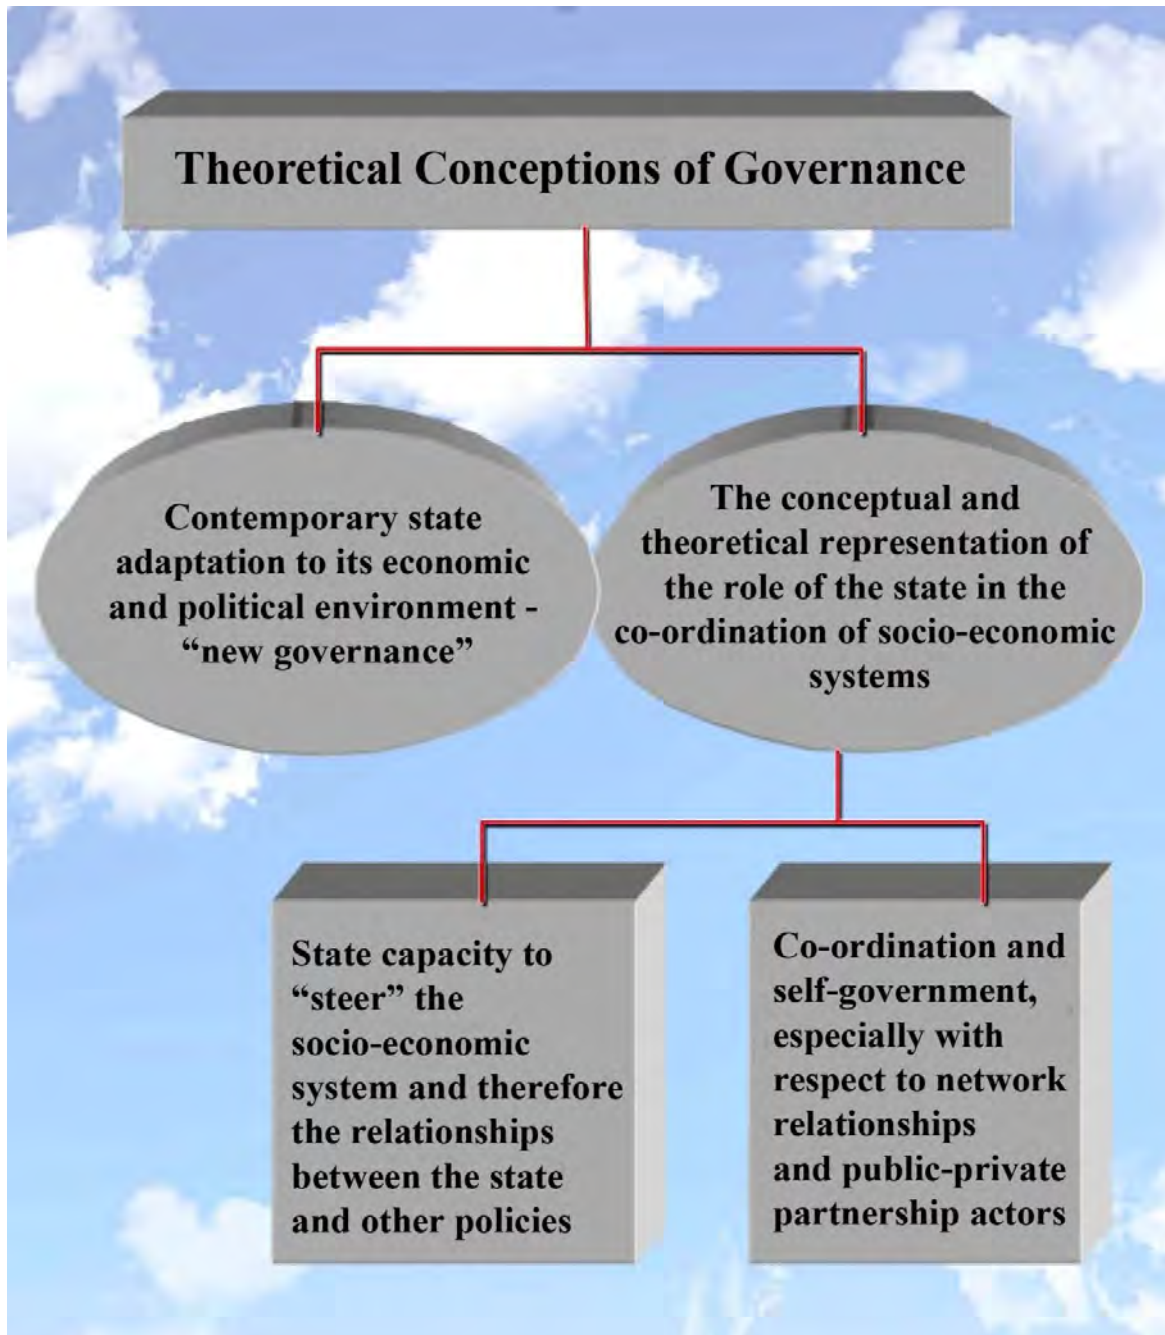 Theoretical Conceptions of Governance
Contemporary state
adaptation to its economic
and political environment -
“new governance”
The conceptual and
theoretical representation of
the role of the state in the
co-ordination of socio-economic
systems
State capacity to
“steer” the
socio-economic
system and therefore
the relationships
between the state
and other policies
Co-ordination and
self-government,
especially with
respect to network
relationships
and public-private
partnership actors